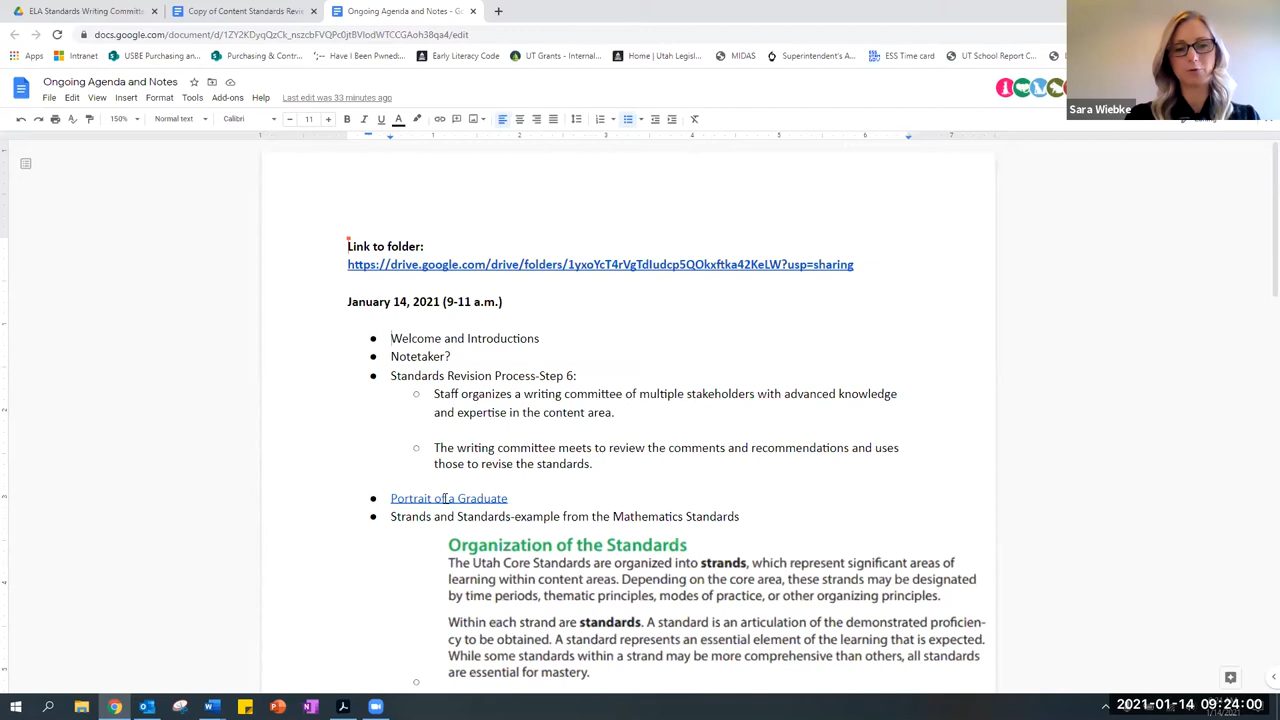 ELA Standards Writing Committe
Copy of Content Standards Revi
Ongoing Agenda and Notes - Go
docs.google.com/document/d/1ZY2KDyqQzCk_nszcbFVQPc0jtBVlodWTCCGAoh38qa4/edit
Apps
Intranet
USBE Purchasing an...
Purchasing & Contr...
Have I Been Pwned:...
Early Literacy Code
UT Grants - Internal...
Home | Utah Legisl...
MIDAS
Superintendent's A...
ESS Time card
UT School Report C...
Ongoing Agenda and Notes
File Edit View Insert Format Tools Add-ons Help Last edit was 33 minutes ago
Sara Wiebke
150% Normal text Calibri 11
Link to folder:
https://drive.google.com/drive/folders/1yxoYcT4rVgTdIudcp5QOkxftka42KeLW?usp=sharing
January 14, 2021 (9-11 a.m.)
Welcome and Introductions
Notetaker?
Standards Revision Process-Step 6:
Staff organizes a writing committee of multiple stakeholders with advanced knowledge
and expertise in the content area.
The writing committee meets to review the comments and recommendations and uses
those to revise the standards.
Portrait of a Graduate
Strands and Standards-example from the Mathematics Standards
Organization of the Standards
The Utah Core Standards are organized into strands, which represent significant areas of
learning within content areas. Depending on the core area, these strands may be designated
by time periods, thematic principles, modes of practice, or other organizing principles.
Within each strand are standards. A standard is an articulation of the demonstrated proficien-
cy to be obtained. A standard represents an essential element of the learning that is expected.
While some standards within a strand may be more comprehensive than others, all standards
are essential for mastery.
2021-01-14 09:24:00